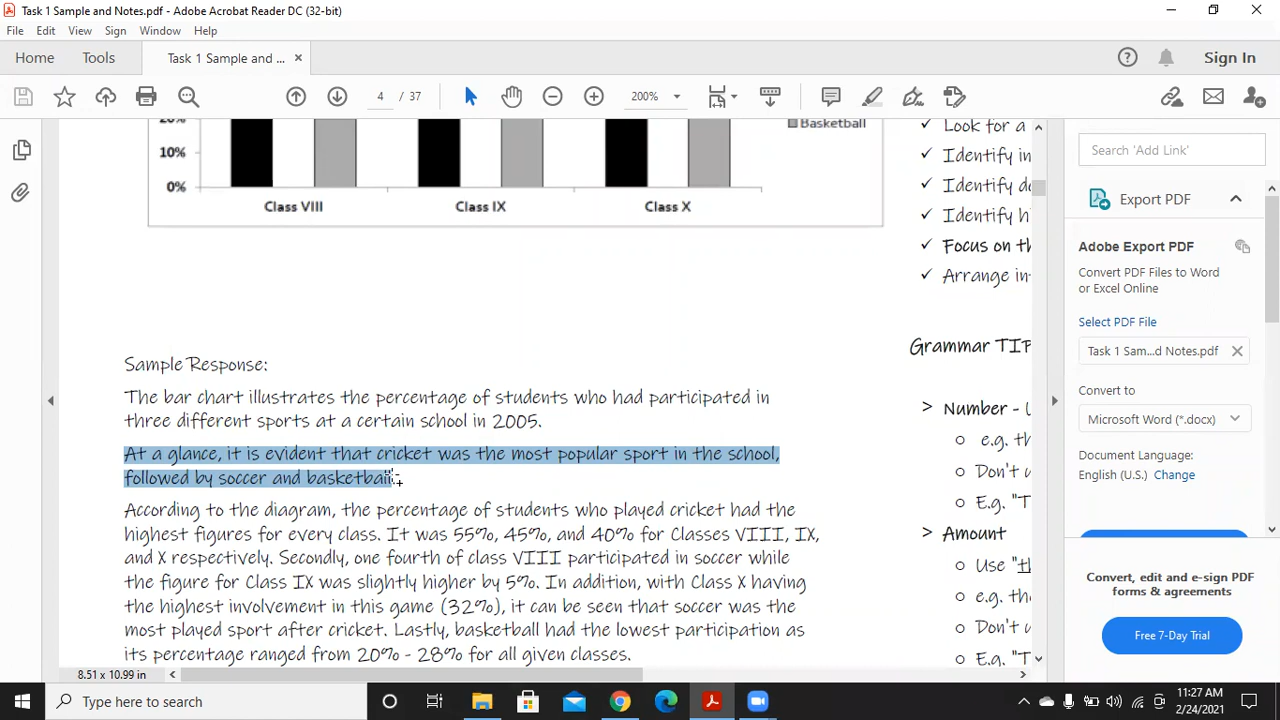 Task 1 Sample and Notes.pdf - Adobe Acrobat Reader DC (32-bit)
File Edit View Sign Window Help
Home Tools Task 1 Sample and ... ×
Sign In
4 / 37 200%
20%
10%
0%
Class VIII Class IX Class X
Basketball
Sample Response:
The bar chart illustrates the percentage of students who had participated in
three different sports at a certain school in 2005.
At a glance, it is evident that cricket was the most popular sport in the school,
followed by soccer and basketball
According to the diagram, the percentage of students who played cricket had the
highest figures for every class. It was 55%, 45%, and 40% for Classes VIII, IX,
and X respectively. Secondly, one fourth of class VIII participated in soccer while
the figure for Class IX was slightly higher by 5%. In addition, with Class X having
the highest involvement in this game (32%), it can be seen that soccer was the
most played sport after cricket. Lastly, basketball had the lowest participation as
its percentage ranged from 20% - 28% for all given classes.
✓ Look for a
✓ Identify in
✓ Identify
✓ Identify h
✓ Focus on th
✓ Arrange in
Grammar TIP
> Number -
o e.g. th
o Don't
o E.g. "T
> Amount
o Use "th
o e.g. the
o Don't
o E.g. "T
8.51 x 10.99 in
Search 'Add Link'
Export PDF
Adobe Export PDF
Convert PDF Files to Word
or Excel Online
Select PDF File
Task 1 Sam...d Notes.pdf ×
Convert to
Microsoft Word (*.docx)
Document Language:
English (U.S.) Change
Convert, edit and e-sign PDF
forms & agreements
Free 7-Day Trial
Type here to search
11:27 AM
2/24/2021